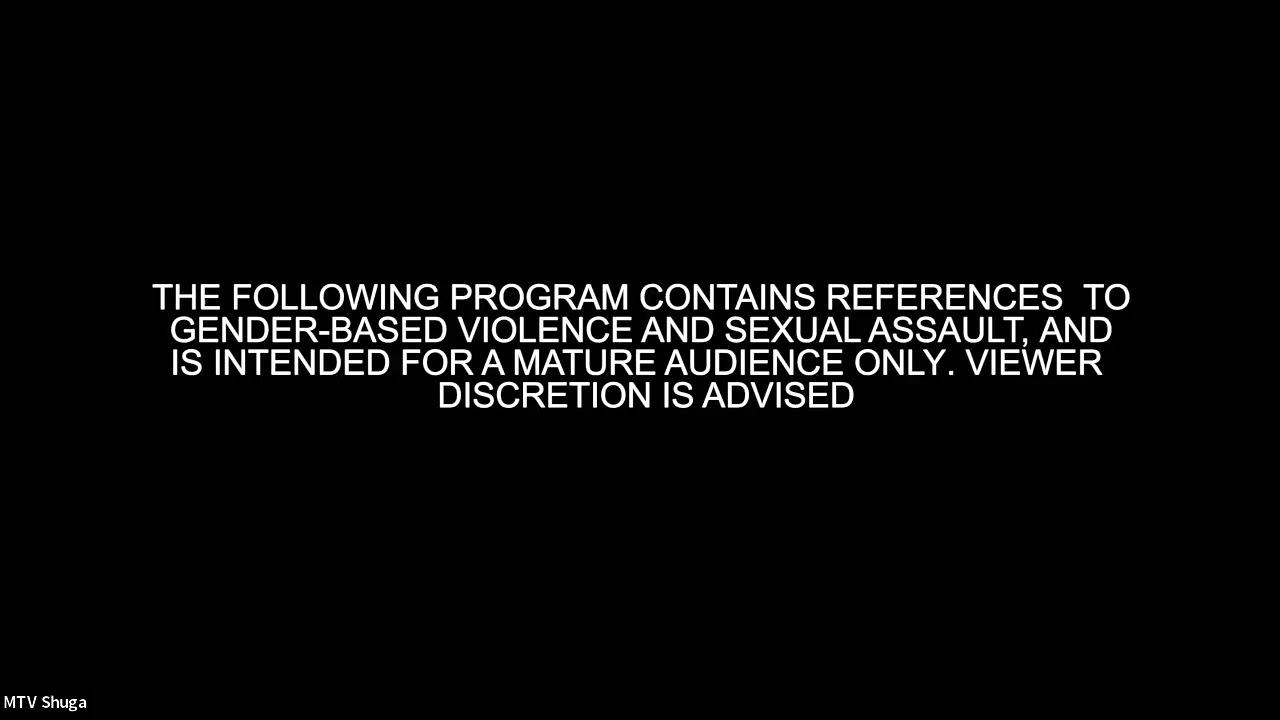 THE FOLLOWING PROGRAM CONTAINS REFERENCES  TO
GENDER-BASED VIOLENCE AND SEXUAL ASSAULT, AND
IS INTENDED FOR A MATURE AUDIENCE ONLY. VIEWER
DISCRETION IS ADVISED
MTV Shuga